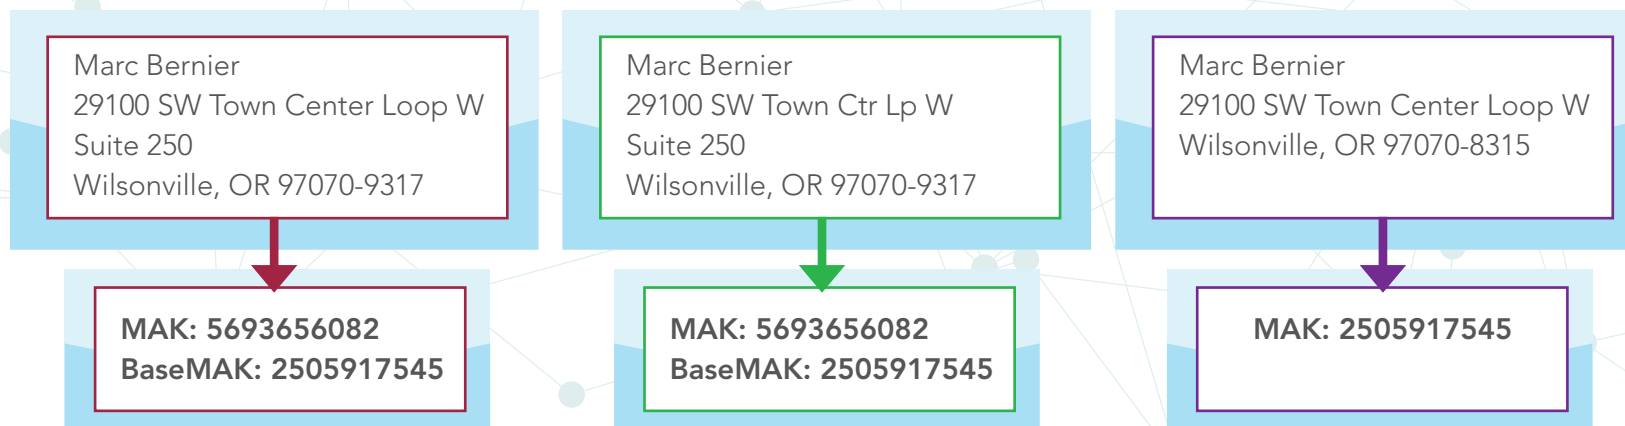 Marc Bernier
29100 SW Town Center Loop W
Suite 250
Wilsonville, OR 97070-9317
MAK: 5693656082
BaseMAK: 2505917545
Marc Bernier
29100 SW Town Ctr Lp W
Suite 250
Wilsonville, OR 97070-9317
MAK: 5693656082
BaseMAK: 2505917545
Marc Bernier
29100 SW Town Center Loop W
Wilsonville, OR 97070-8315
MAK: 2505917545